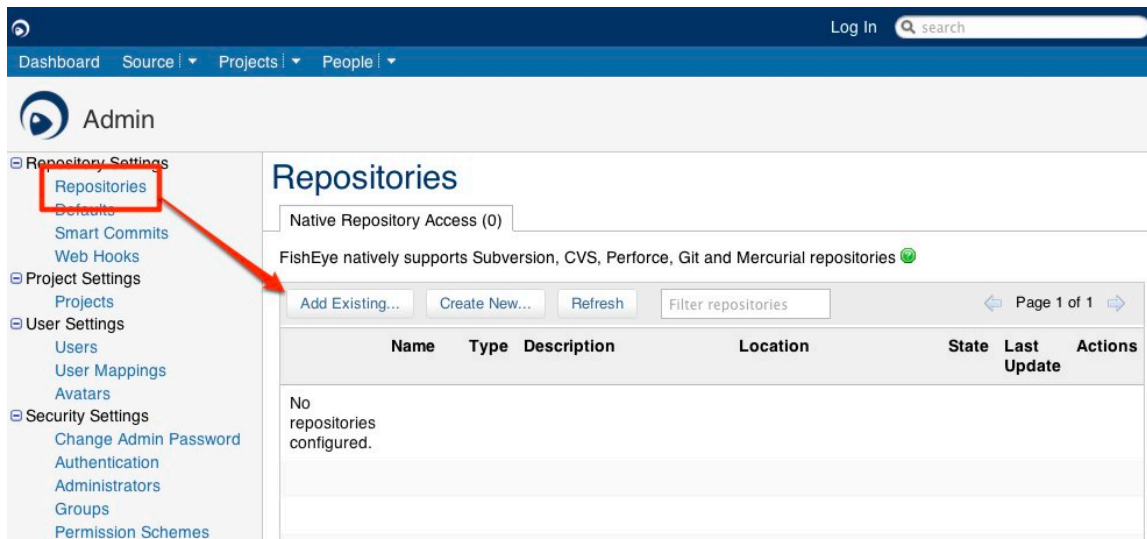 Log In search
Dashboard Source Projects People
Admin
Repository Settings
Repositories
Defaults
Smart Commits
Web Hooks
Project Settings
Projects
User Settings
Users
User Mappings
Avatars
Security Settings
Change Admin Password
Authentication
Administrators
Groups
Permission Schemes
Repositories
Native Repository Access (0)
FishEye natively supports Subversion, CVS, Perforce, Git and Mercurial repositories
Add Existing... Create New... Refresh Filter repositories Page 1 of 1
Name Type Description Location State Last Actions
Update
No
repositories
configured.